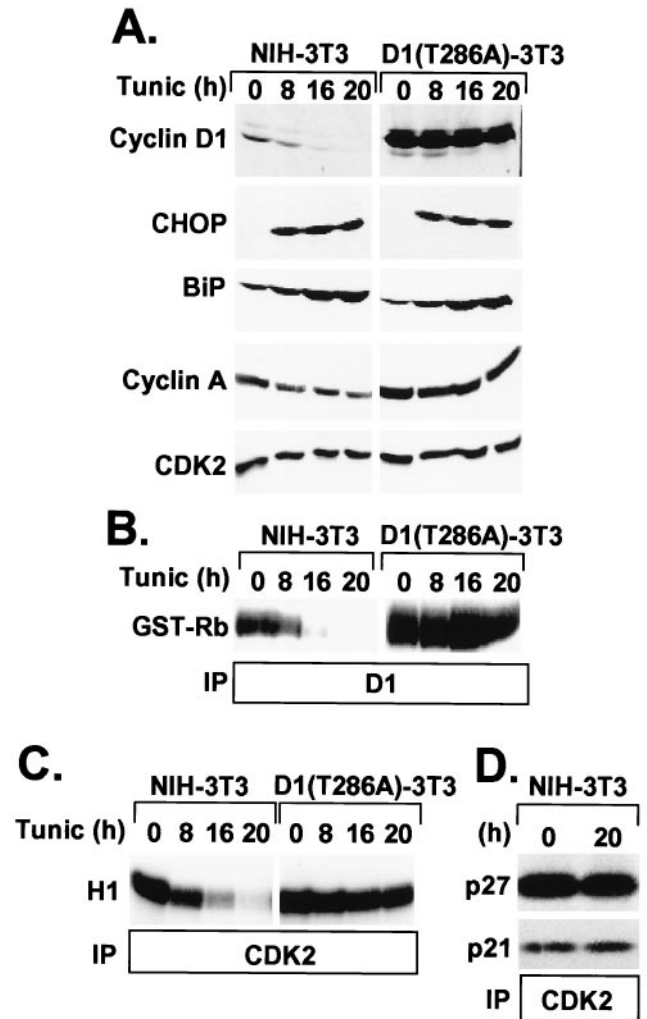 A.
NIH-3T3 D1(T286A)-3T3
Tunic (h) 0 8 16 20 0 8 16 20
Cyclin D1
CHOP
BiP
Cyclin A
CDK2
B.
NIH-3T3 D1(T286A)-3T3
Tunic (h) 0 8 16 20 0 8 16 20
GST-Rb
IP D1
C.
NIH-3T3 D1(T286A)-3T3
Tunic (h) 0 8 16 20 0 8 16 20
H1
IP CDK2
D.
NIH-3T3
(h) 0 20
p27
p21
IP CDK2